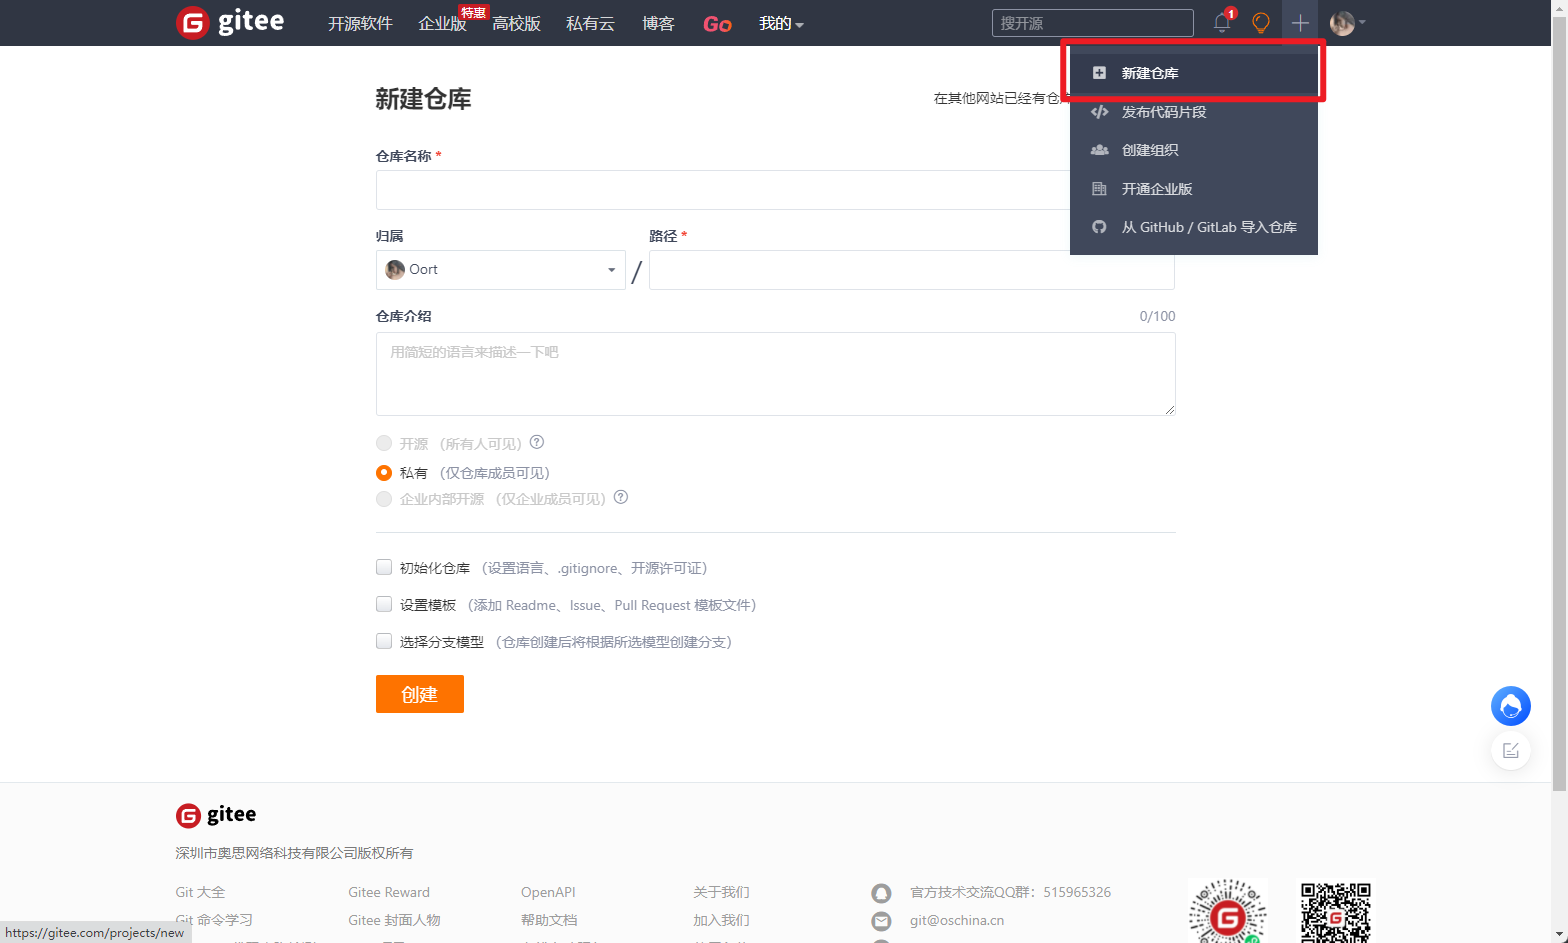 gitee 开源软件 企业版 特惠 高校版 私有云 博客 Go 我的 搜开源 1
新建仓库
在其他网站已经有仓库
新建仓库
发布代码片段
创建组织
开通企业版
从 GitHub / GitLab 导入仓库
仓库名称 *
归属 路径 *
Oort /
仓库介绍 0/100
用简短的语言来描述一下吧
开源 （所有人可见） ?
私有 （仅仓库成员可见）
企业内部开源 （仅企业成员可见） ?
初始化仓库 （设置语言、.gitignore、开源许可证）
设置模板 （添加 Readme、Issue、Pull Request 模板文件）
选择分支模型 （仓库创建后将根据所选模型创建分支）
创建
gitee
深圳市奥思网络科技有限公司版权所有
Git 大全 Gitee Reward OpenAPI 关于我们 官方技术交流QQ群：515965326
Git 命令学习 Gitee 封面人物 帮助文档 加入我们 git@oschina.cn
https://gitee.com/projects/new